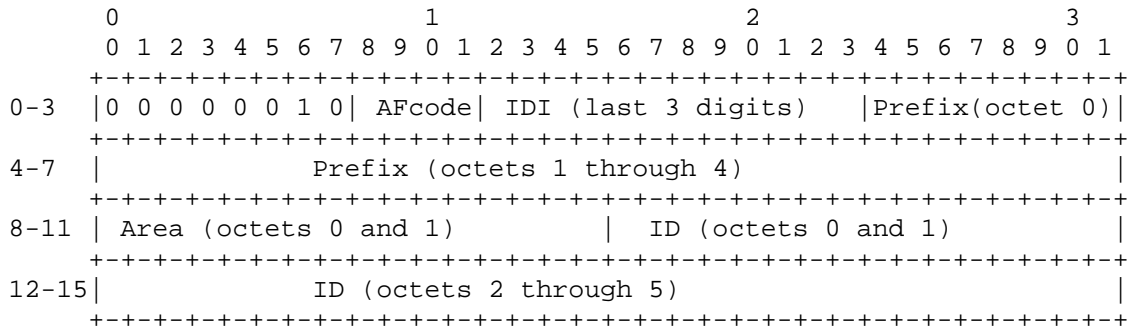 0                   1                   2                   3
       0 1 2 3 4 5 6 7 8 9 0 1 2 3 4 5 6 7 8 9 0 1 2 3 4 5 6 7 8 9 0 1
      +-+-+-+-+-+-+-+-+-+-+-+-+-+-+-+-+-+-+-+-+-+-+-+-+-+-+-+-+-+-+-+-+
0-3  |0 0 0 0 0 0 1 0| AFcode| IDI (last 3 digits)   |Prefix(octet 0)|
      +-+-+-+-+-+-+-+-+-+-+-+-+-+-+-+-+-+-+-+-+-+-+-+-+-+-+-+-+-+-+-+-+
4-7  |             Prefix (octets 1 through 4)                       |
      +-+-+-+-+-+-+-+-+-+-+-+-+-+-+-+-+-+-+-+-+-+-+-+-+-+-+-+-+-+-+-+-+
8-11 | Area (octets 0 and 1)         |  ID (octets 0 and 1)          |
      +-+-+-+-+-+-+-+-+-+-+-+-+-+-+-+-+-+-+-+-+-+-+-+-+-+-+-+-+-+-+-+-+
12-15|             ID (octets 2 through 5)                           |
      +-+-+-+-+-+-+-+-+-+-+-+-+-+-+-+-+-+-+-+-+-+-+-+-+-+-+-+-+-+-+-+-+